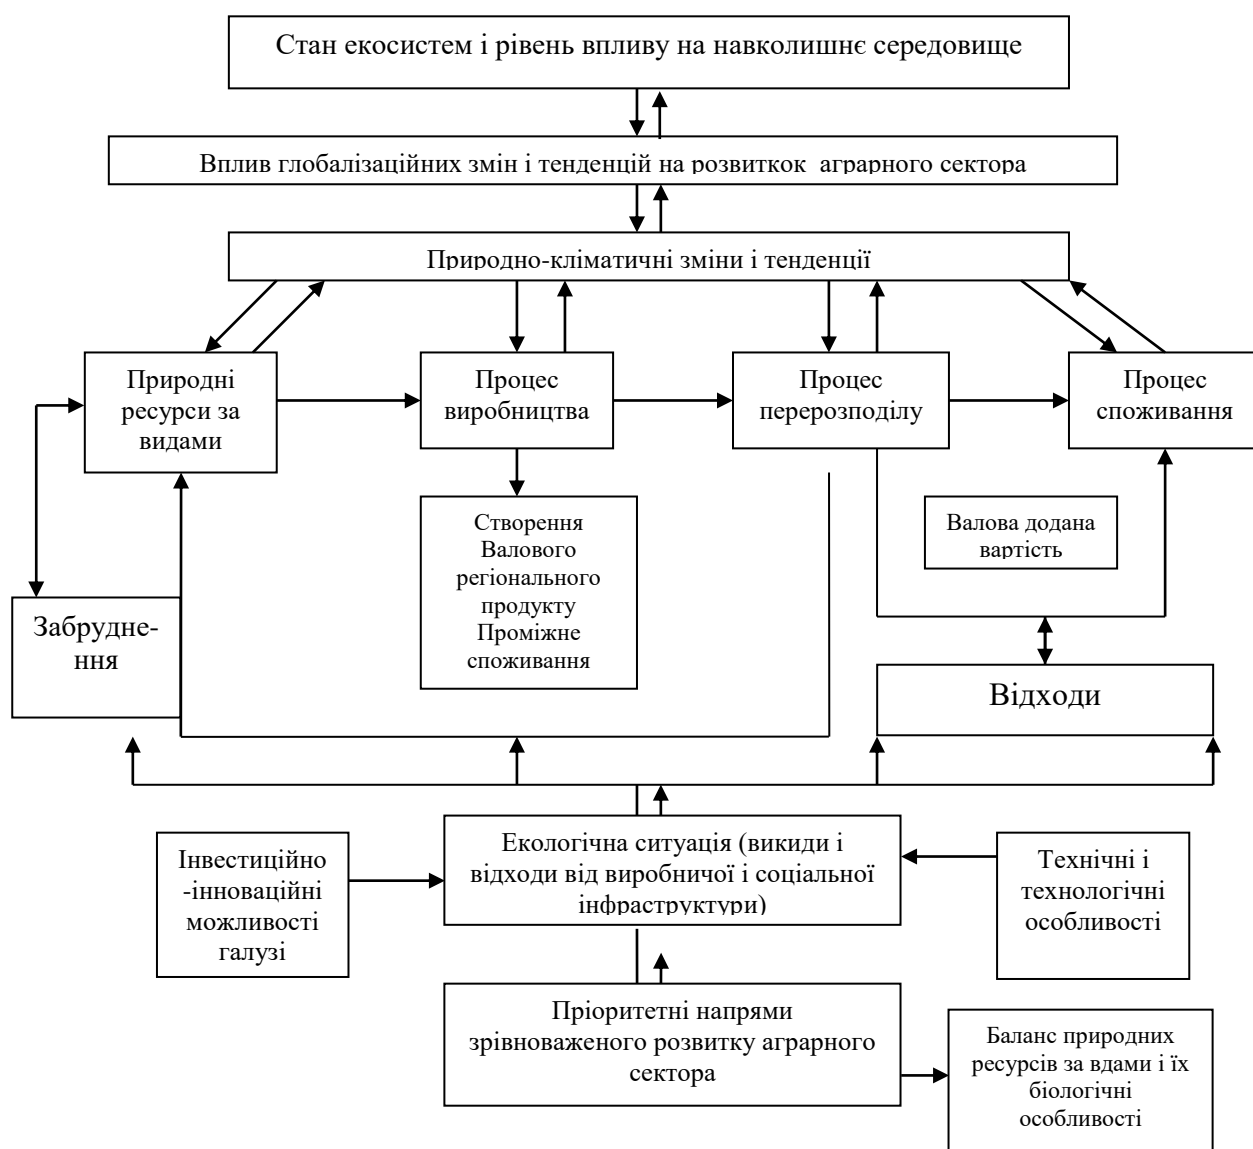 Стан екосистем і рівень впливу на навколишнє середовище
Вплив глобалізаційних змін і тенденцій на розвиткок аграрного сектора
Природно-кліматичні зміни і тенденції
Природні
ресурси за
видами
Процес
виробництва
Процес
перерозподілу
Процес
споживання
Створення
Валового
регіонального
продукту
Проміжне
споживання
Валова додана
вартість
Забрудне-
ння
Відходи
Інвестиційно
-інноваційні
можливості
галузі
Екологічна ситуація (викиди і
відходи від виробничої і соціальної
інфраструктури)
Технічні і
технологічні
особливості
Пріоритетні напрями
зрівноваженого розвитку аграрного
сектора
Баланс природних
ресурсів за вдами і їх
біологічні
особливості